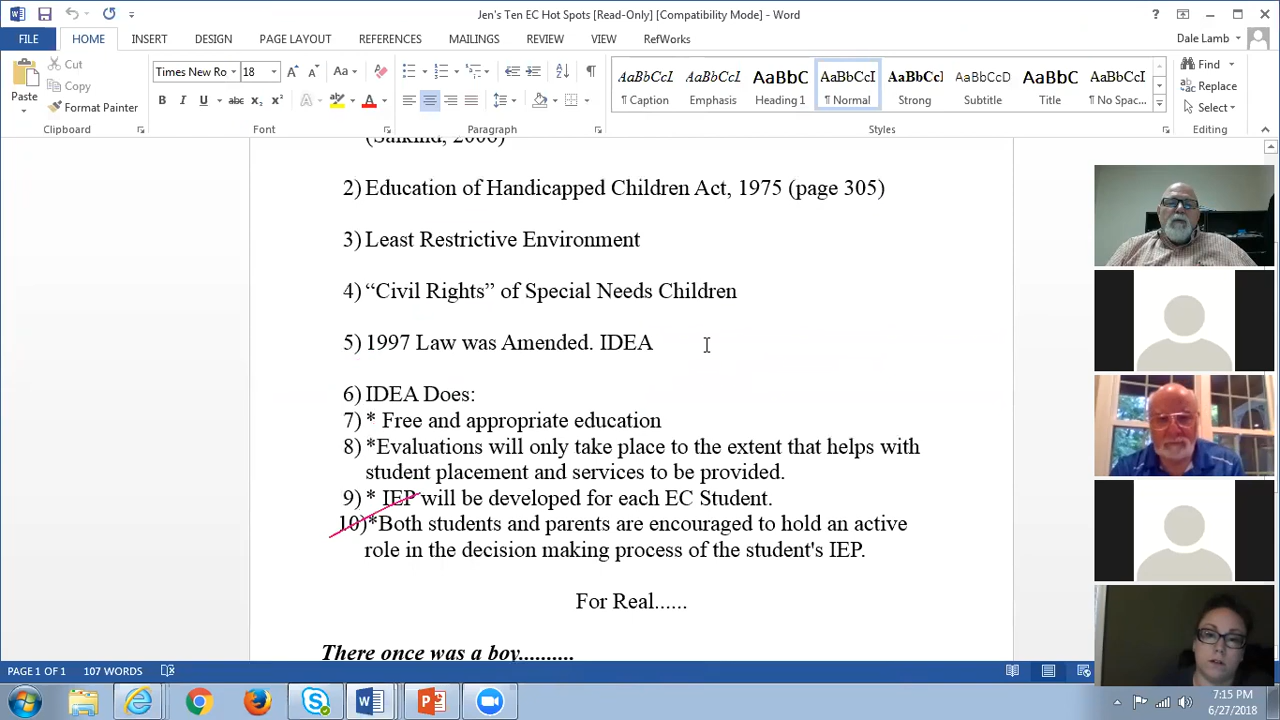 Jen's Ten EC Hot Spots [Read-Only] [Compatibility Mode] - Word
FILE HOME INSERT DESIGN PAGE LAYOUT REFERENCES MAILINGS REVIEW VIEW RefWorks Dale Lamb
Paste
Cut
Copy
Format Painter
Clipboard
Times New Ro 18
Font
Paragraph
AaBbCcI AaBbCcI AaBbC AaBbCcI AaBbCcl AaBbCcD AaBbC AaBbCcI
¶ Caption Emphasis Heading 1 ¶ Normal Strong Subtitle Title ¶ No Spac...
Styles
Find
Replace
Select
Editing
(Salkind, 2000)
2) Education of Handicapped Children Act, 1975 (page 305)
3) Least Restrictive Environment
4) “Civil Rights” of Special Needs Children
5) 1997 Law was Amended. IDEA
6) IDEA Does:
7) * Free and appropriate education
8) *Evaluations will only take place to the extent that helps with
student placement and services to be provided.
9) * IEP will be developed for each EC Student.
10)*Both students and parents are encouraged to hold an active
role in the decision making process of the student's IEP.
For Real......
There once was a boy..........
PAGE 1 OF 1 107 WORDS
7:15 PM
6/27/2018